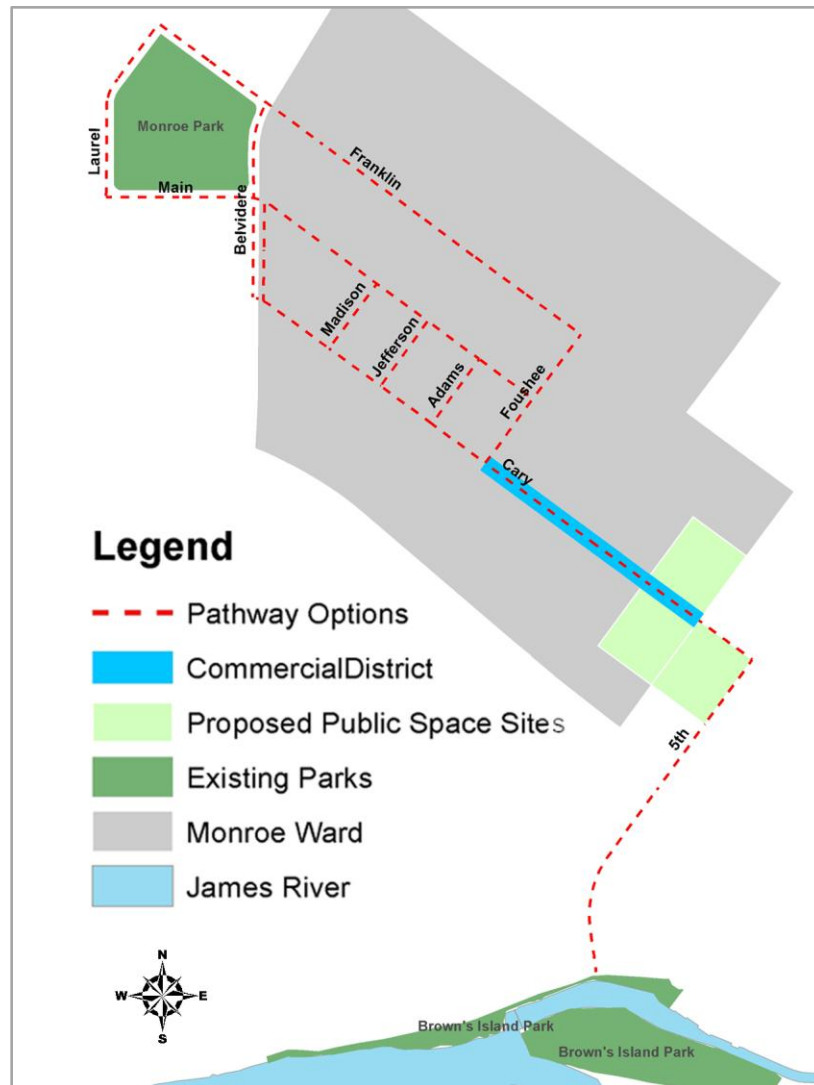 Monroe Park
Laurel
Main
Belvidere
Franklin
Madison
Jefferson
Adams
Foushee
Cary
5th
Legend
Pathway Options
CommercialDistrict
Proposed Public Space Sites
Existing Parks
Monroe Ward
James River
N
W E
S
Brown's Island Park
Brown's Island Park